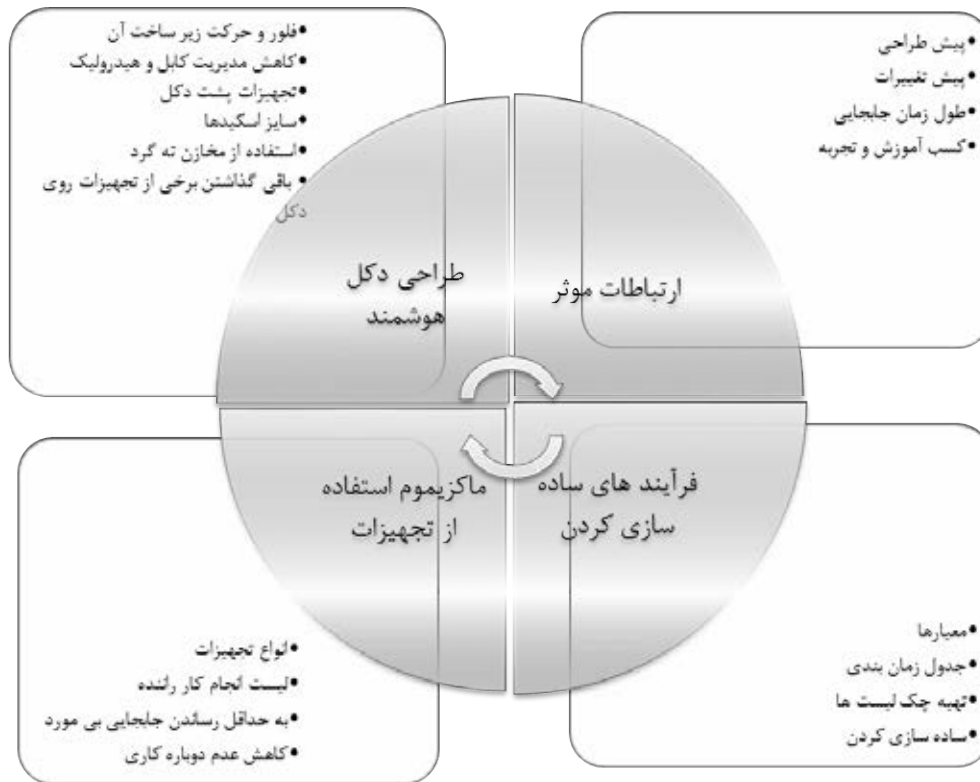 •پیش طراحی
•پیش تغییرات
•طول زمان جابجایی
•کسب آموزش و تجربه
ارتباطات موثر
•فلور و حرکت زیر ساخت آن
•کاهش مدیریت کابل و هیدرولیک
•تجهیزات پشت دکل
•سایز اسکیدها
•استفاده از مخازن ته گرد
• باقی گذاشتن برخی از تجهیزات روی
دکل
طراحی دکل
هوشمند
فرآیند های ساده
سازی کردن
•معیارها
•جدول زمان بندی
•تهیه چک لیست ها
•ساده سازی کردن
ماکزیموم استفاده
از تجهیزات
•انواع تجهیزات
•لیست انجام کار راننده
•به حداقل رساندن جابجایی بی مورد
•کاهش عدم دوباره کاری